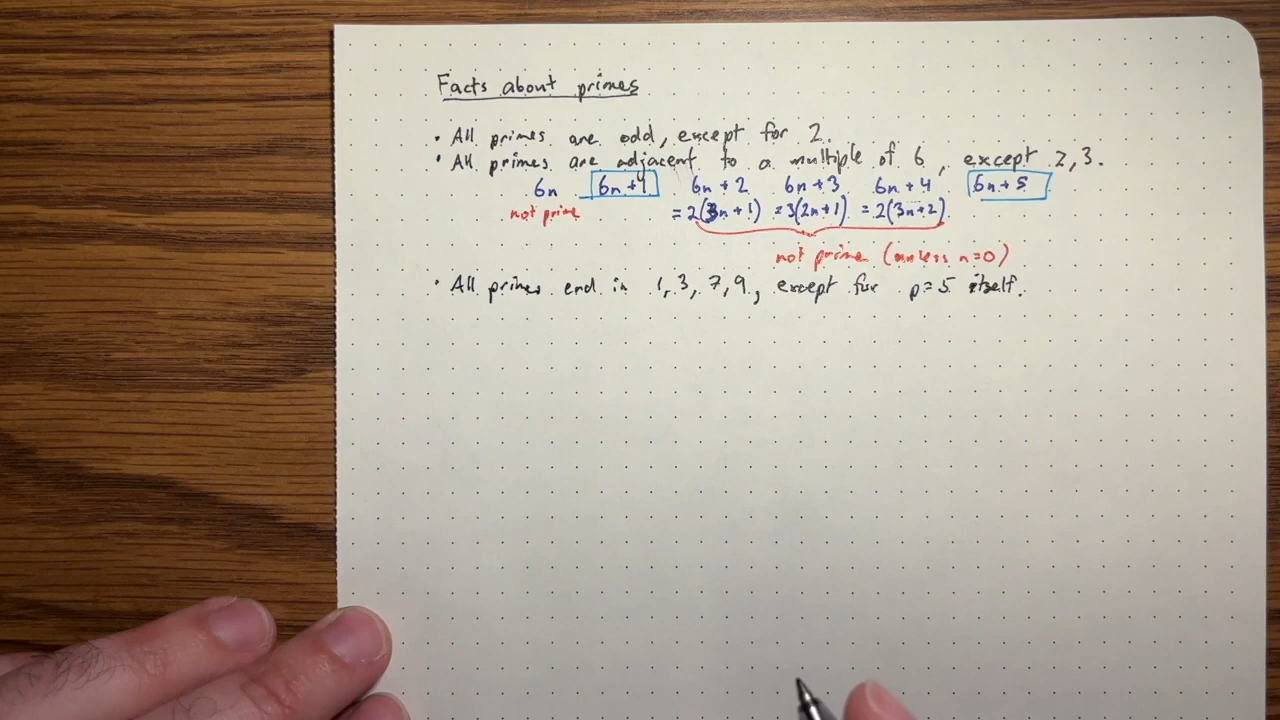 Facts about primes
• All primes are odd, except for 2.
• All primes are adjacent to a multiple of 6, except 2, 3.
6n 6n+1 6n+2 6n+3 6n+4 6n+5
not prime =2(3n+1) =3(2n+1) =2(3n+2)
not prime (unless n=0)
• All primes end in 1, 3, 7, 9, except for p=5 itself.